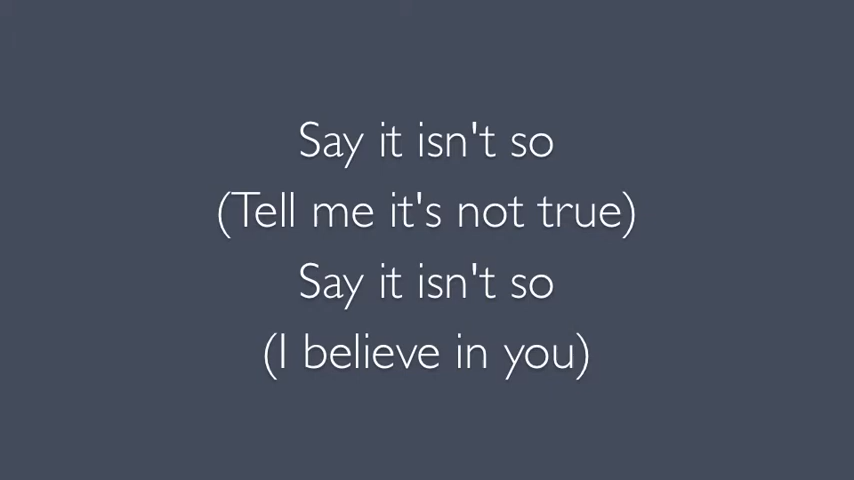 Say it isn't so
(Tell me it's not true)
Say it isn't so
(I believe in you)